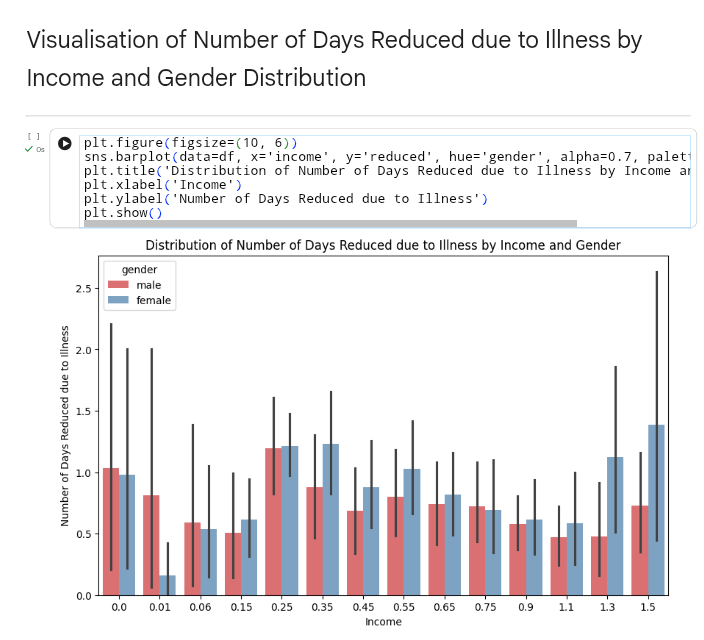 Visualisation of Number of Days Reduced due to Illness by
Income and Gender Distribution
[ ]
0s
plt.figure(figsize=(10, 6))
sns.barplot(data=df, x='income', y='reduced', hue='gender', alpha=0.7, palett
plt.title('Distribution of Number of Days Reduced due to Illness by Income an
plt.xlabel('Income')
plt.ylabel('Number of Days Reduced due to Illness')
plt.show()
Distribution of Number of Days Reduced due to Illness by Income and Gender
gender
male
female
Number of Days Reduced due to Illness
2.5
2.0
1.5
1.0
0.5
0.0
0.0 0.01 0.06 0.15 0.25 0.35 0.45 0.55 0.65 0.75 0.9 1.1 1.3 1.5
Income